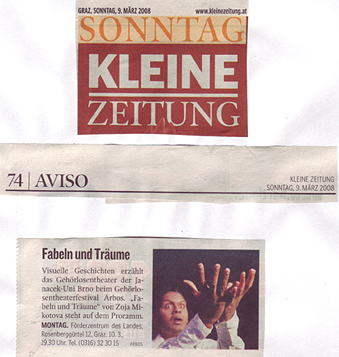 GRAZ, SONNTAG, 9. MÄRZ 2008 www.kleinezeitung.at
SONNTAG
KLEINE
ZEITUNG
74 | AVISO
KLEINE ZEITUNG
SONNTAG, 9. MÄRZ 2008
Fabeln und Träume
Visuelle Geschichten erzählt
das Gehörlosentheater der Ja-
nacek-Uni Brno beim Gehörlo-
sentheaterfestival Arbos. „Fa-
beln und Träume" von Zoja Mi-
kotova steht auf dem Proramm.
MONTAG. Förderzentrum des Landes,
Rosenberggürtel 12, Graz. 10. 3.,
19.30 Uhr. Tel. (0316) 32 30 15
ARBOS